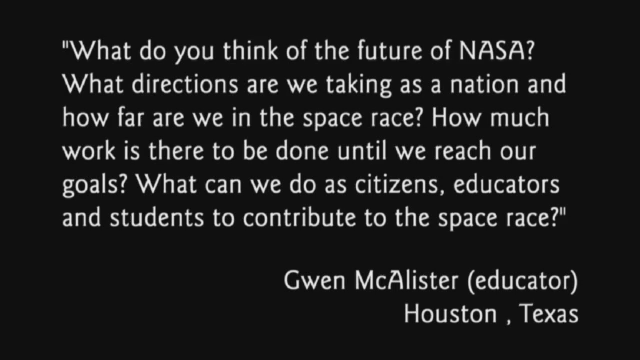 "What do you think of the future of NASA?
What directions are we taking as a nation and
how far are we in the space race? How much
work is there to be done until we reach our
goals? What can we do as citizens, educators
and students to contribute to the space race?"
Gwen McAlister (educator)
Houston , Texas